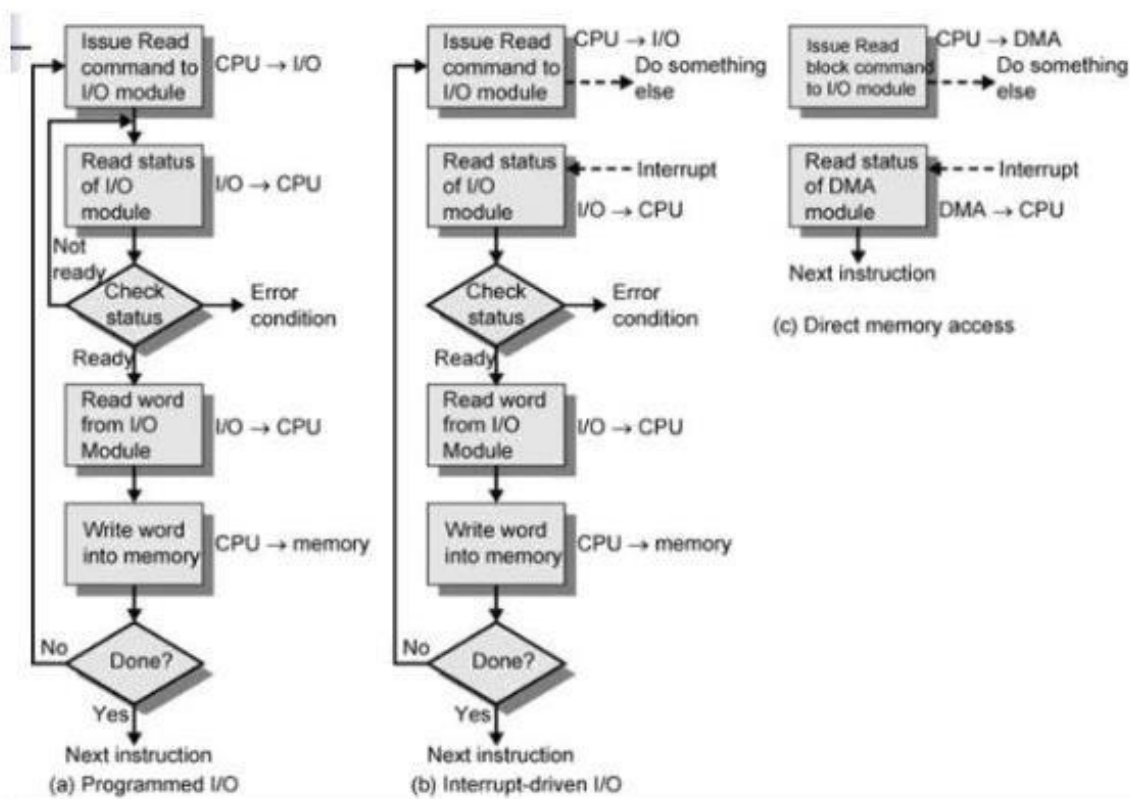 Issue Read
command to
I/O module
CPU → I/O
Read status
of I/O
module
I/O → CPU
Not
ready
Check
status
Error
condition
Ready
Read word
from I/O
Module
I/O → CPU
Write word
into memory
CPU → memory
No
Done?
Yes
Next instruction
(a) Programmed I/O
Issue Read
command to
I/O module
CPU → I/O
Do something
else
Read status
of I/O
module
Interrupt
I/O → CPU
Check
status
Error
condition
Ready
Read word
from I/O
Module
I/O → CPU
Write word
into memory
CPU → memory
No
Done?
Yes
Next instruction
(b) Interrupt-driven I/O
Issue Read
block command
to I/O module
CPU → DMA
Do something
else
Read status
of DMA
module
Interrupt
DMA → CPU
Next instruction
(c) Direct memory access